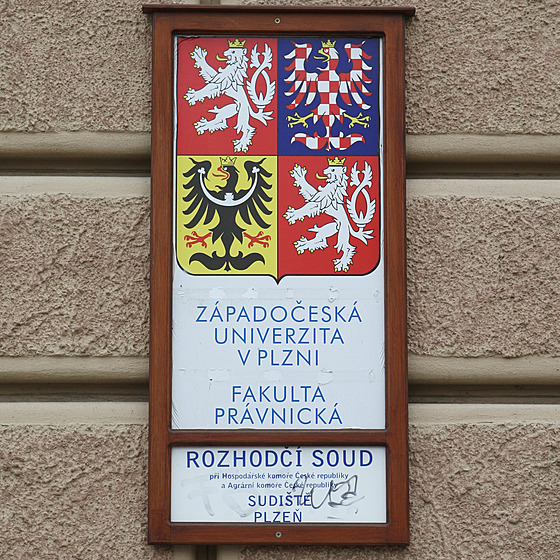 ZÁPADOČESKÁ
UNIVERZITA
V PLZNI
FAKULTA
PRÁVNICKÁ
ROZHODČÍ SOUD
při Hospodářské komoře České republiky
a Agrární komoře České republiky
SUDIŠTĚ
PLZEŇ